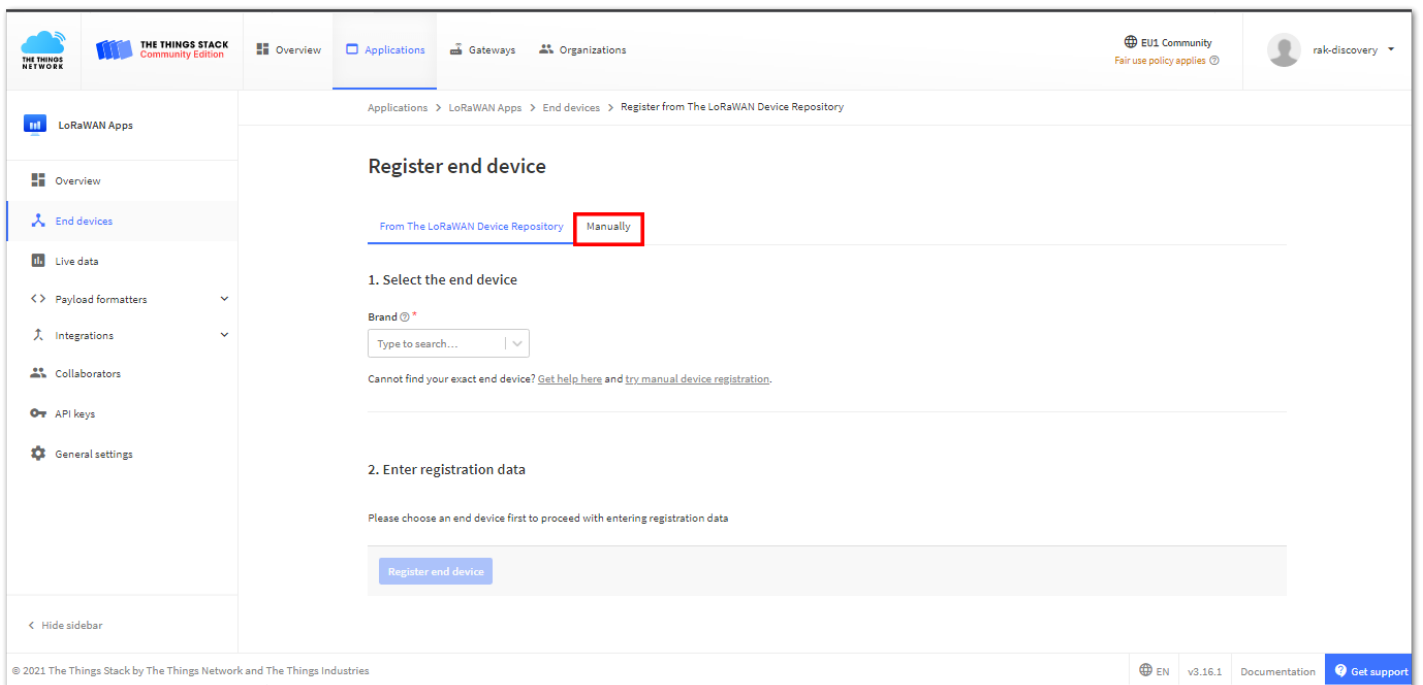 THE THINGS
NETWORK
THE THINGS STACK
Community Edition
Overview
Applications
Gateways
Organizations
EU1 Community
Fair use policy applies
rak-discovery
LoRaWAN Apps
Applications > LoRaWAN Apps > End devices > Register from The LoRaWAN Device Repository
Overview
End devices
Live data
Payload formatters
Integrations
Collaborators
API keys
General settings
Hide sidebar
Register end device
From The LoRaWAN Device Repository
Manually
1. Select the end device
Brand *
Type to search...
Cannot find your exact end device? Get help here and try manual device registration.
2. Enter registration data
Please choose an end device first to proceed with entering registration data
Register end device
© 2021 The Things Stack by The Things Network and The Things Industries
EN
v3.16.1
Documentation
Get support